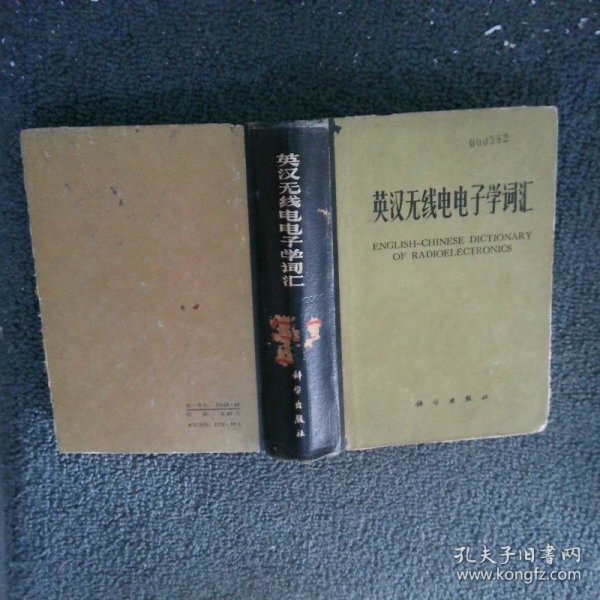 000382
英汉无线电电子学词汇
ENGLISH-CHINESE DICTIONARY
OF RADIOELECTRONICS
科学出版社
英汉无线电电子学词汇
科学出版社
孔夫子旧书网
www.kongfz.com